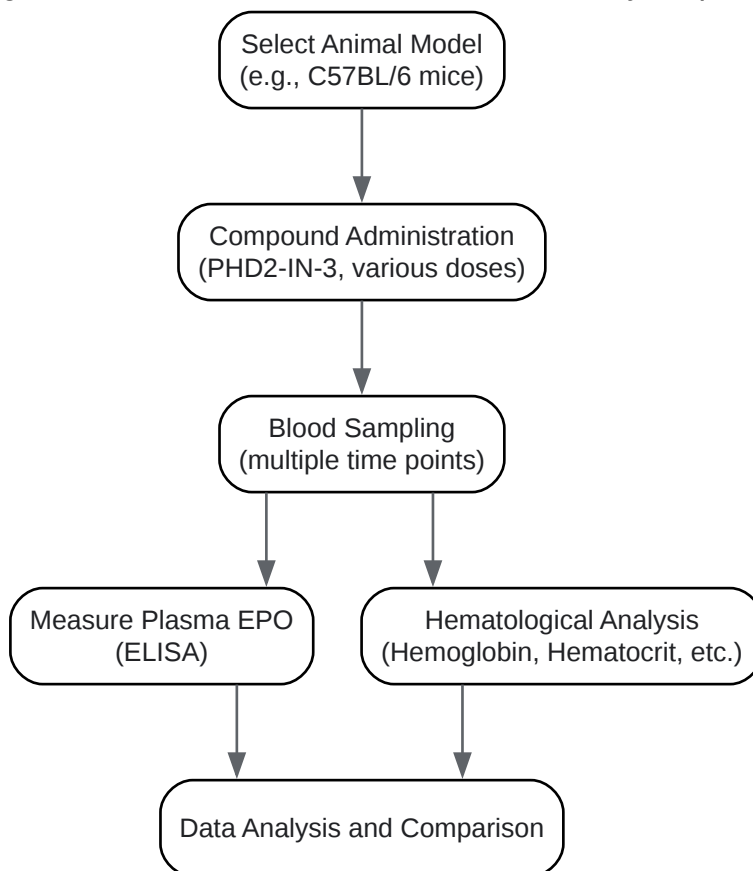 Select Animal Model
(e.g., C57BL/6 mice)
Compound Administration
(PHD2-IN-3, various doses)
Blood Sampling
(multiple time points)
Measure Plasma EPO
(ELISA)
Hematological Analysis
(Hemoglobin, Hematocrit, etc.)
Data Analysis and Comparison